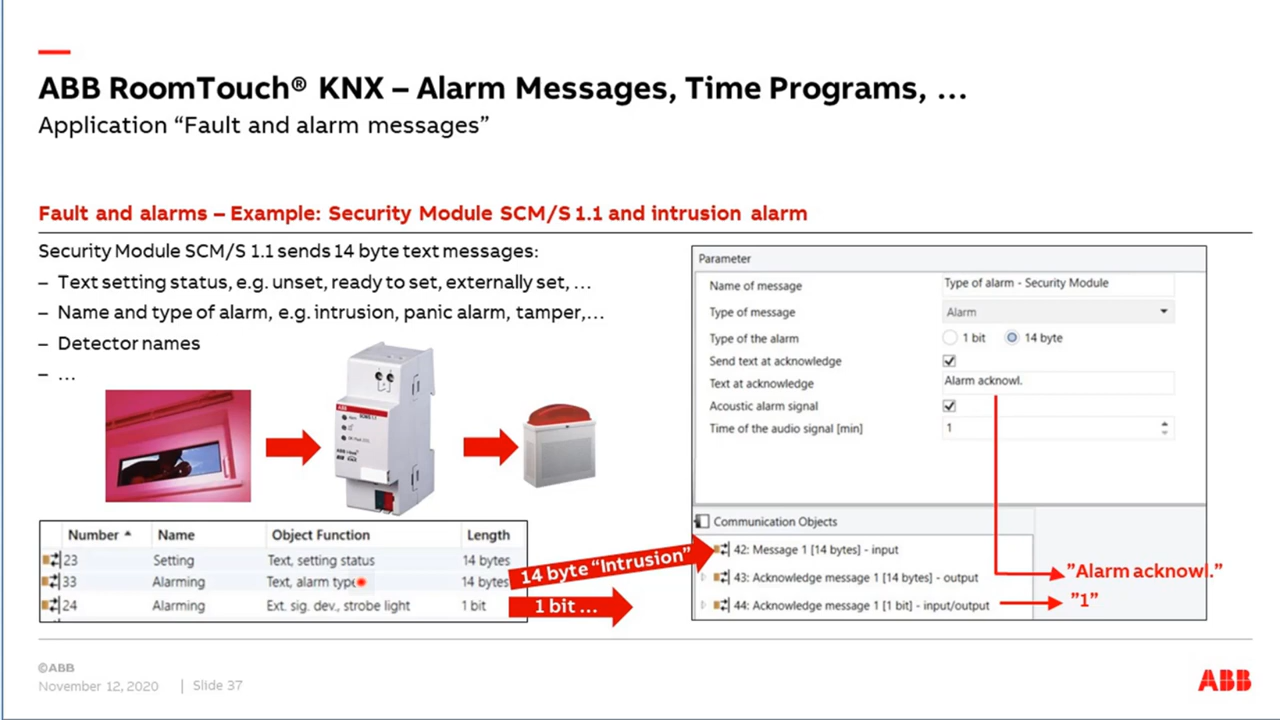 ABB RoomTouch® KNX – Alarm Messages, Time Programs, …
Application “Fault and alarm messages”
Fault and alarms – Example: Security Module SCM/S 1.1 and intrusion alarm
Security Module SCM/S 1.1 sends 14 byte text messages:
– Text setting status, e.g. unset, ready to set, externally set, …
– Name and type of alarm, e.g. intrusion, panic alarm, tamper,…
– Detector names
– …
ABB
Number Name Object Function Length
23 Setting Text, setting status 14 bytes
33 Alarming Text, alarm type 14 bytes
24 Alarming Ext. sig. dev., strobe light 1 bit
14 byte “Intrusion”
1 bit …
Parameter
Name of message Type of alarm - Security Module
Type of message Alarm
Type of the alarm 1 bit 14 byte
Send text at acknowledge
Text at acknowledge Alarm acknowl.
Acoustic alarm signal
Time of the audio signal [min] 1
Communication Objects
42: Message 1 [14 bytes] - input
43: Acknowledge message 1 [14 bytes] - output
44: Acknowledge message 1 [1 bit] - input/output
”Alarm acknowl.”
”1”
©ABB
November 12, 2020 | Slide 37
ABB